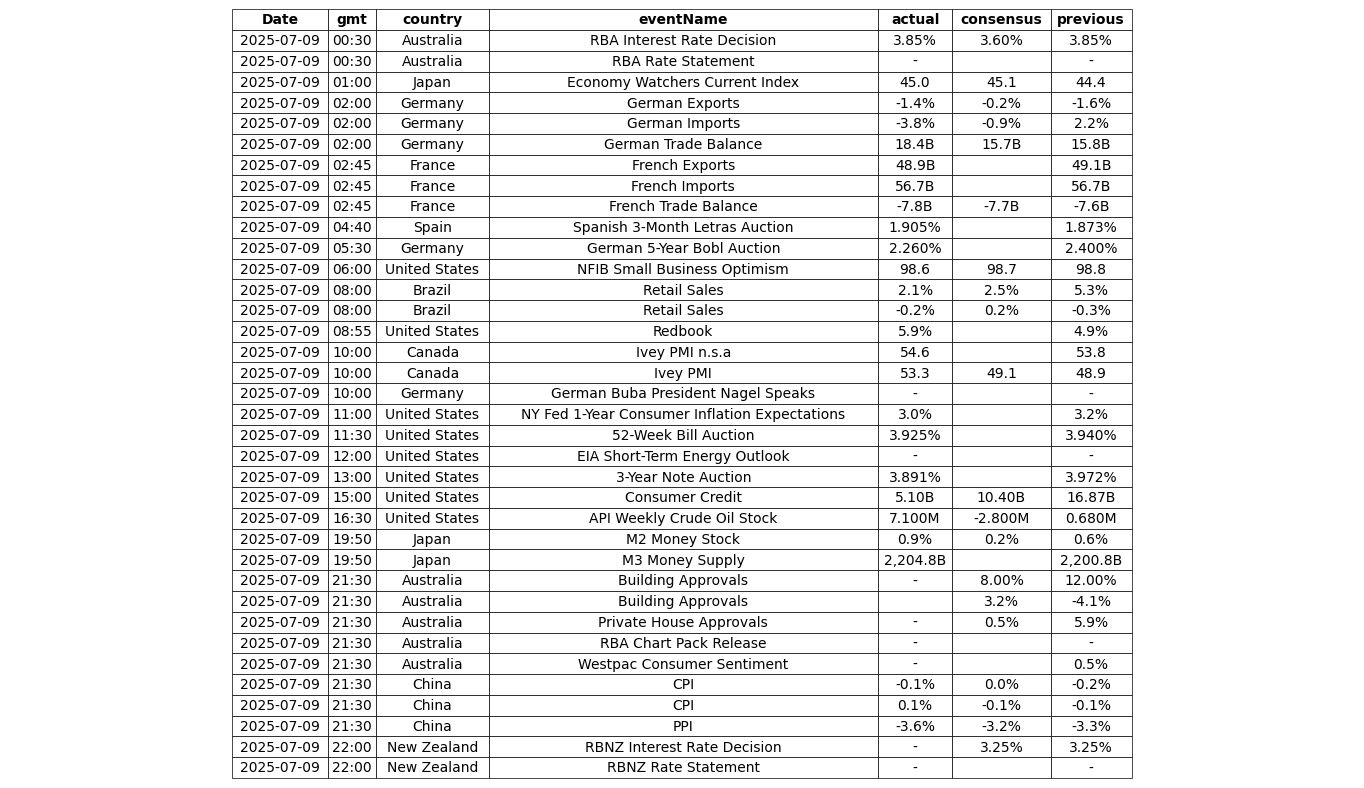 Date gmt country eventName actual consensus previous
2025-07-09 00:30 Australia RBA Interest Rate Decision 3.85% 3.60% 3.85%
2025-07-09 00:30 Australia RBA Rate Statement - -
2025-07-09 01:00 Japan Economy Watchers Current Index 45.0 45.1 44.4
2025-07-09 02:00 Germany German Exports -1.4% -0.2% -1.6%
2025-07-09 02:00 Germany German Imports -3.8% -0.9% 2.2%
2025-07-09 02:00 Germany German Trade Balance 18.4B 15.7B 15.8B
2025-07-09 02:45 France French Exports 48.9B 49.1B
2025-07-09 02:45 France French Imports 56.7B 56.7B
2025-07-09 02:45 France French Trade Balance -7.8B -7.7B -7.6B
2025-07-09 04:40 Spain Spanish 3-Month Letras Auction 1.905% 1.873%
2025-07-09 05:30 Germany German 5-Year Bobl Auction 2.260% 2.400%
2025-07-09 06:00 United States NFIB Small Business Optimism 98.6 98.7 98.8
2025-07-09 08:00 Brazil Retail Sales 2.1% 2.5% 5.3%
2025-07-09 08:00 Brazil Retail Sales -0.2% 0.2% -0.3%
2025-07-09 08:55 United States Redbook 5.9% 4.9%
2025-07-09 10:00 Canada Ivey PMI n.s.a 54.6 53.8
2025-07-09 10:00 Canada Ivey PMI 53.3 49.1 48.9
2025-07-09 10:00 Germany German Buba President Nagel Speaks - -
2025-07-09 11:00 United States NY Fed 1-Year Consumer Inflation Expectations 3.0% 3.2%
2025-07-09 11:30 United States 52-Week Bill Auction 3.925% 3.940%
2025-07-09 12:00 United States EIA Short-Term Energy Outlook - -
2025-07-09 13:00 United States 3-Year Note Auction 3.891% 3.972%
2025-07-09 15:00 United States Consumer Credit 5.10B 10.40B 16.87B
2025-07-09 16:30 United States API Weekly Crude Oil Stock 7.100M -2.800M 0.680M
2025-07-09 19:50 Japan M2 Money Stock 0.9% 0.2% 0.6%
2025-07-09 19:50 Japan M3 Money Supply 2,204.8B 2,200.8B
2025-07-09 21:30 Australia Building Approvals - 8.00% 12.00%
2025-07-09 21:30 Australia Building Approvals 3.2% -4.1%
2025-07-09 21:30 Australia Private House Approvals - 0.5% 5.9%
2025-07-09 21:30 Australia RBA Chart Pack Release - -
2025-07-09 21:30 Australia Westpac Consumer Sentiment - 0.5%
2025-07-09 21:30 China CPI -0.1% 0.0% -0.2%
2025-07-09 21:30 China CPI 0.1% -0.1% -0.1%
2025-07-09 21:30 China PPI -3.6% -3.2% -3.3%
2025-07-09 22:00 New Zealand RBNZ Interest Rate Decision - 3.25% 3.25%
2025-07-09 22:00 New Zealand RBNZ Rate Statement - -